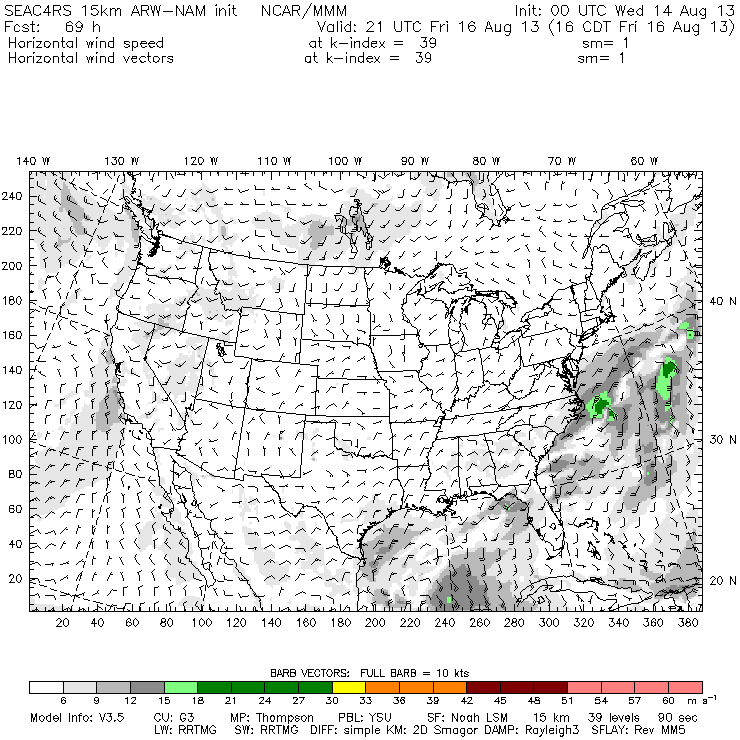 SEAC4RS 15km ARW-NAM init NCAR/MMM Init: 00 UTC Wed 14 Aug 13
Fcst: 69 h Valid: 21 UTC Fri 16 Aug 13 (16 CDT Fri 16 Aug 13)
Horizontal wind speed at k-index = 39 sm= 1
Horizontal wind vectors at k-index = 39 sm= 1
140 W 130 W 120 W 110 W 100 W 90 W 80 W 70 W 60 W
240
220
200
180 40 N
160
140
120
100 30 N
80
60
40
20 20 N
20 40 60 80 100 120 140 160 180 200 220 240 260 280 300 320 340 360 380
BARB VECTORS: FULL BARB = 10 kts
6 9 12 15 18 21 24 27 30 33 36 39 42 45 48 51 54 57 60 m s⁻¹
Model Info: V3.5 CU: G3 MP: Thompson PBL: YSU SF: Noah LSM 15 km 39 levels 90 sec
LW: RRTMG SW: RRTMG DIFF: simple KM: 2D Smagor DAMP: Rayleigh3 SFLAY: Rev MM5